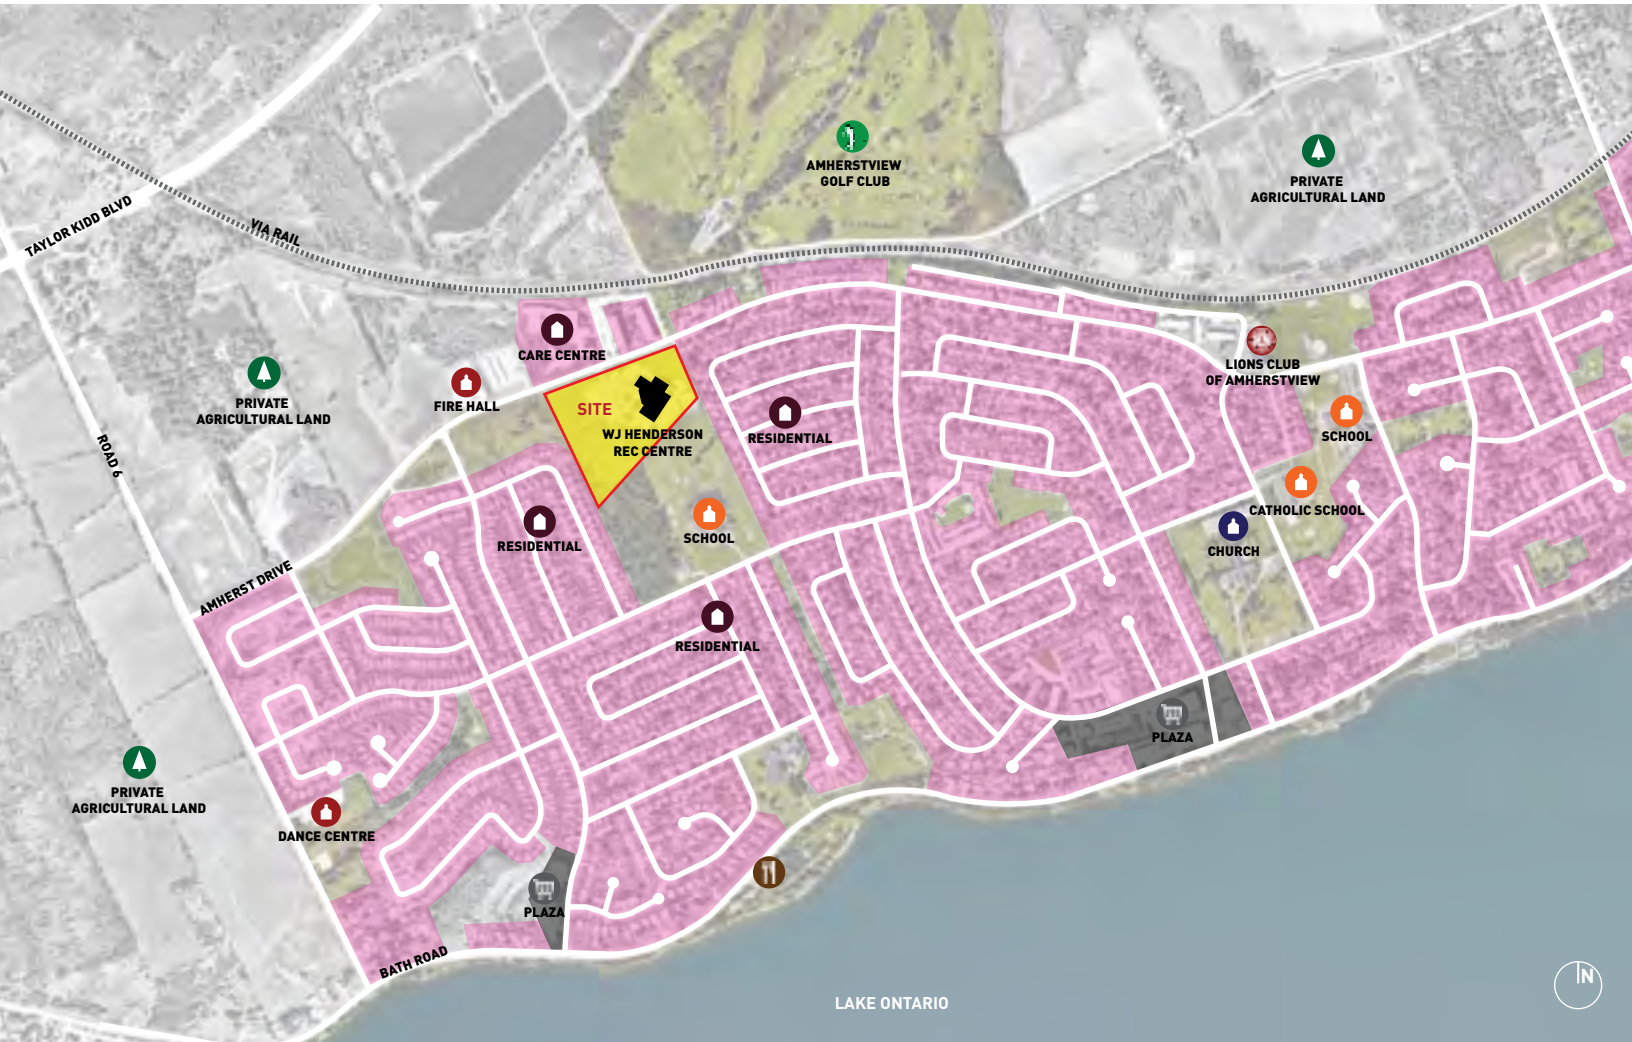 AMHERSTVIEW
GOLF CLUB
PRIVATE
AGRICULTURAL LAND
TAYLOR KIDD BLVD
VIA RAIL
CARE CENTRE
LIONS CLUB
OF AMHERSTVIEW
PRIVATE
AGRICULTURAL LAND
FIRE HALL
SITE
WJ HENDERSON
REC CENTRE
RESIDENTIAL
SCHOOL
ROAD 6
CATHOLIC SCHOOL
RESIDENTIAL
SCHOOL
CHURCH
AMHERST DRIVE
RESIDENTIAL
PLAZA
PRIVATE
AGRICULTURAL LAND
DANCE CENTRE
PLAZA
BATH ROAD
LAKE ONTARIO
N